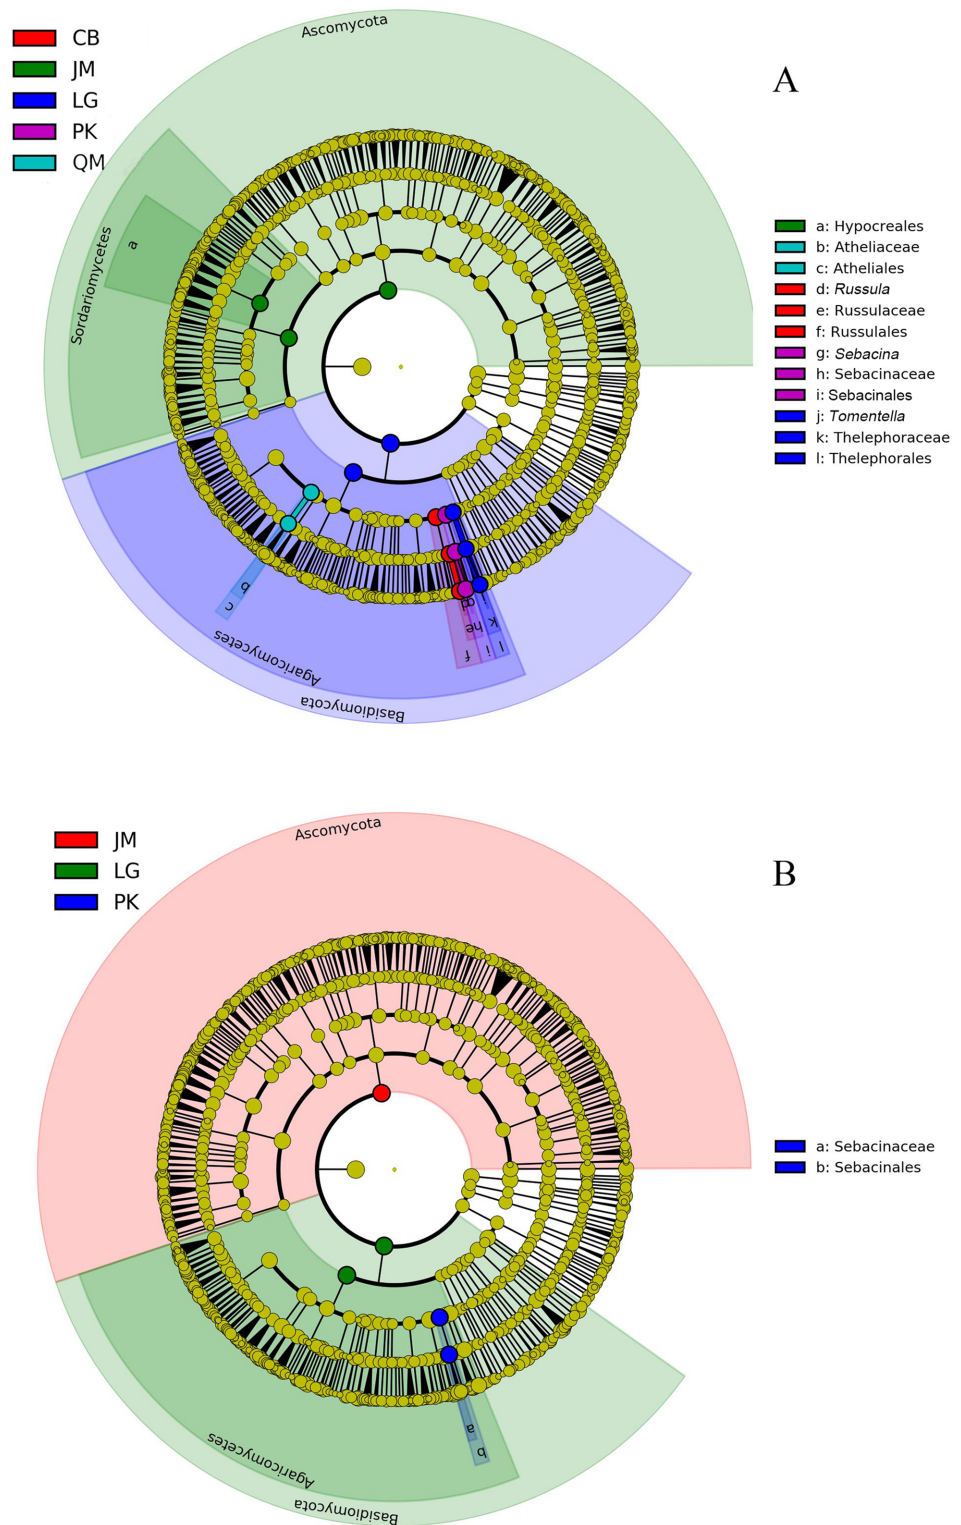 CB
JM
LG
PK
QM
A
Ascomycota
Sordariomycetes
a
b
c
Agaricomycetes
Basidiomycota
d
g
j
e
h
k
f
i
l
a: Hypocreales
b: Atheliaceae
c: Atheliales
d: Russula
e: Russulaceae
f: Russulales
g: Sebacina
h: Sebacinaceae
i: Sebacinales
j: Tomentella
k: Thelephoraceae
l: Thelephorales
JM
LG
PK
B
Ascomycota
a
b
Agaricomycetes
Basidiomycota
a: Sebacinaceae
b: Sebacinales